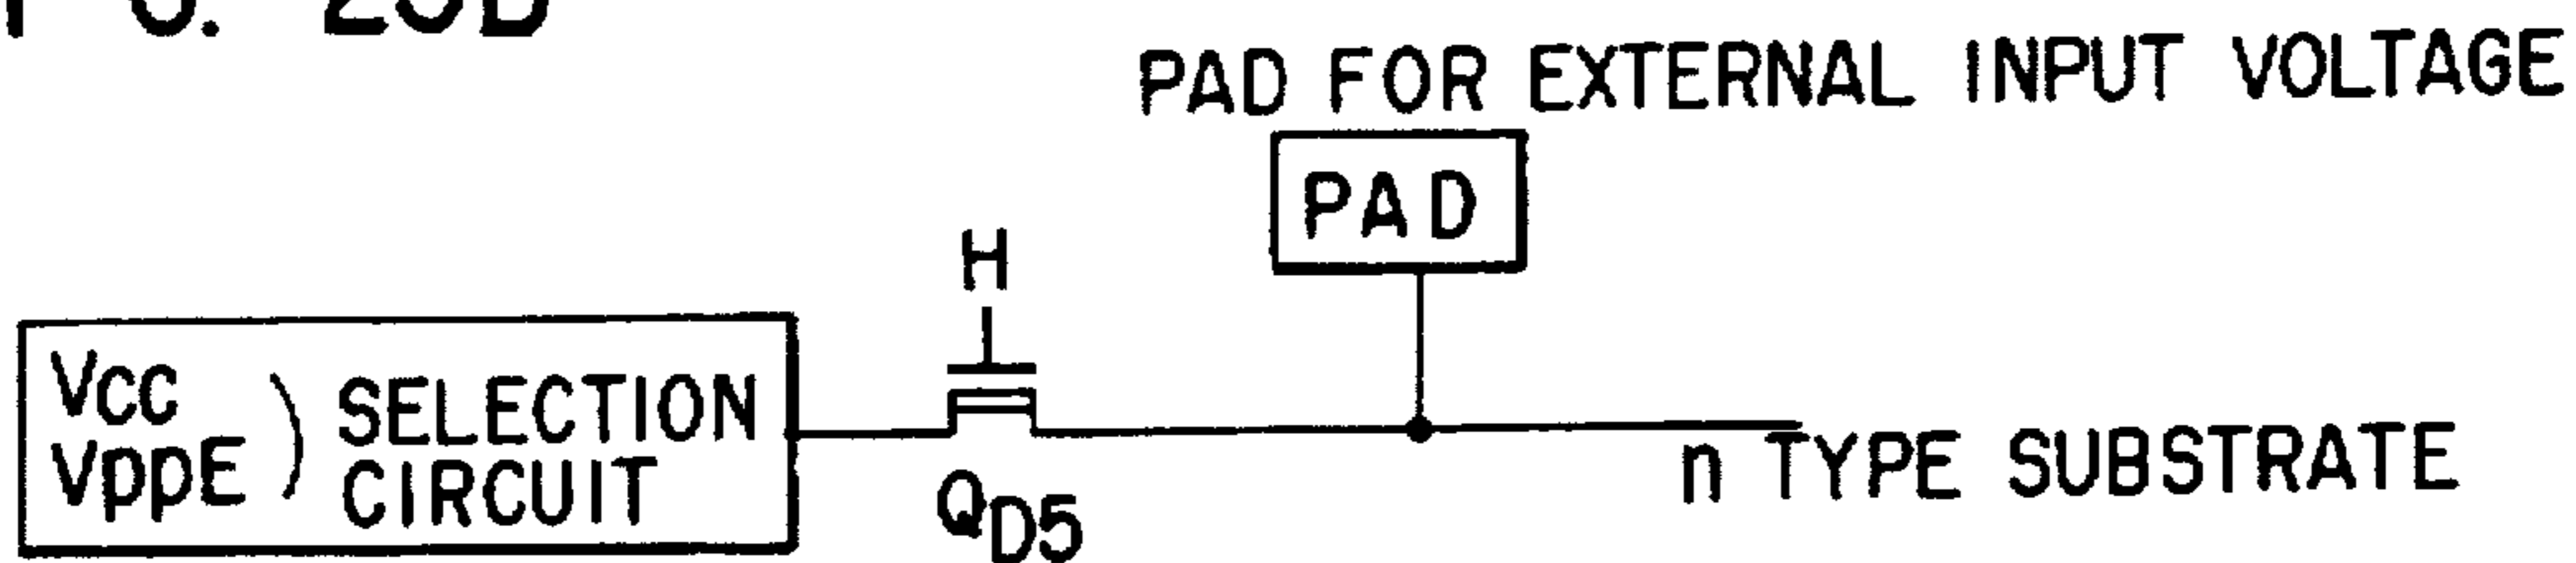 PAD FOR EXTERNAL INPUT VOLTAGE
PAD
H
VCC
VPPE ) SELECTION CIRCUIT
QD5
n TYPE SUBSTRATE